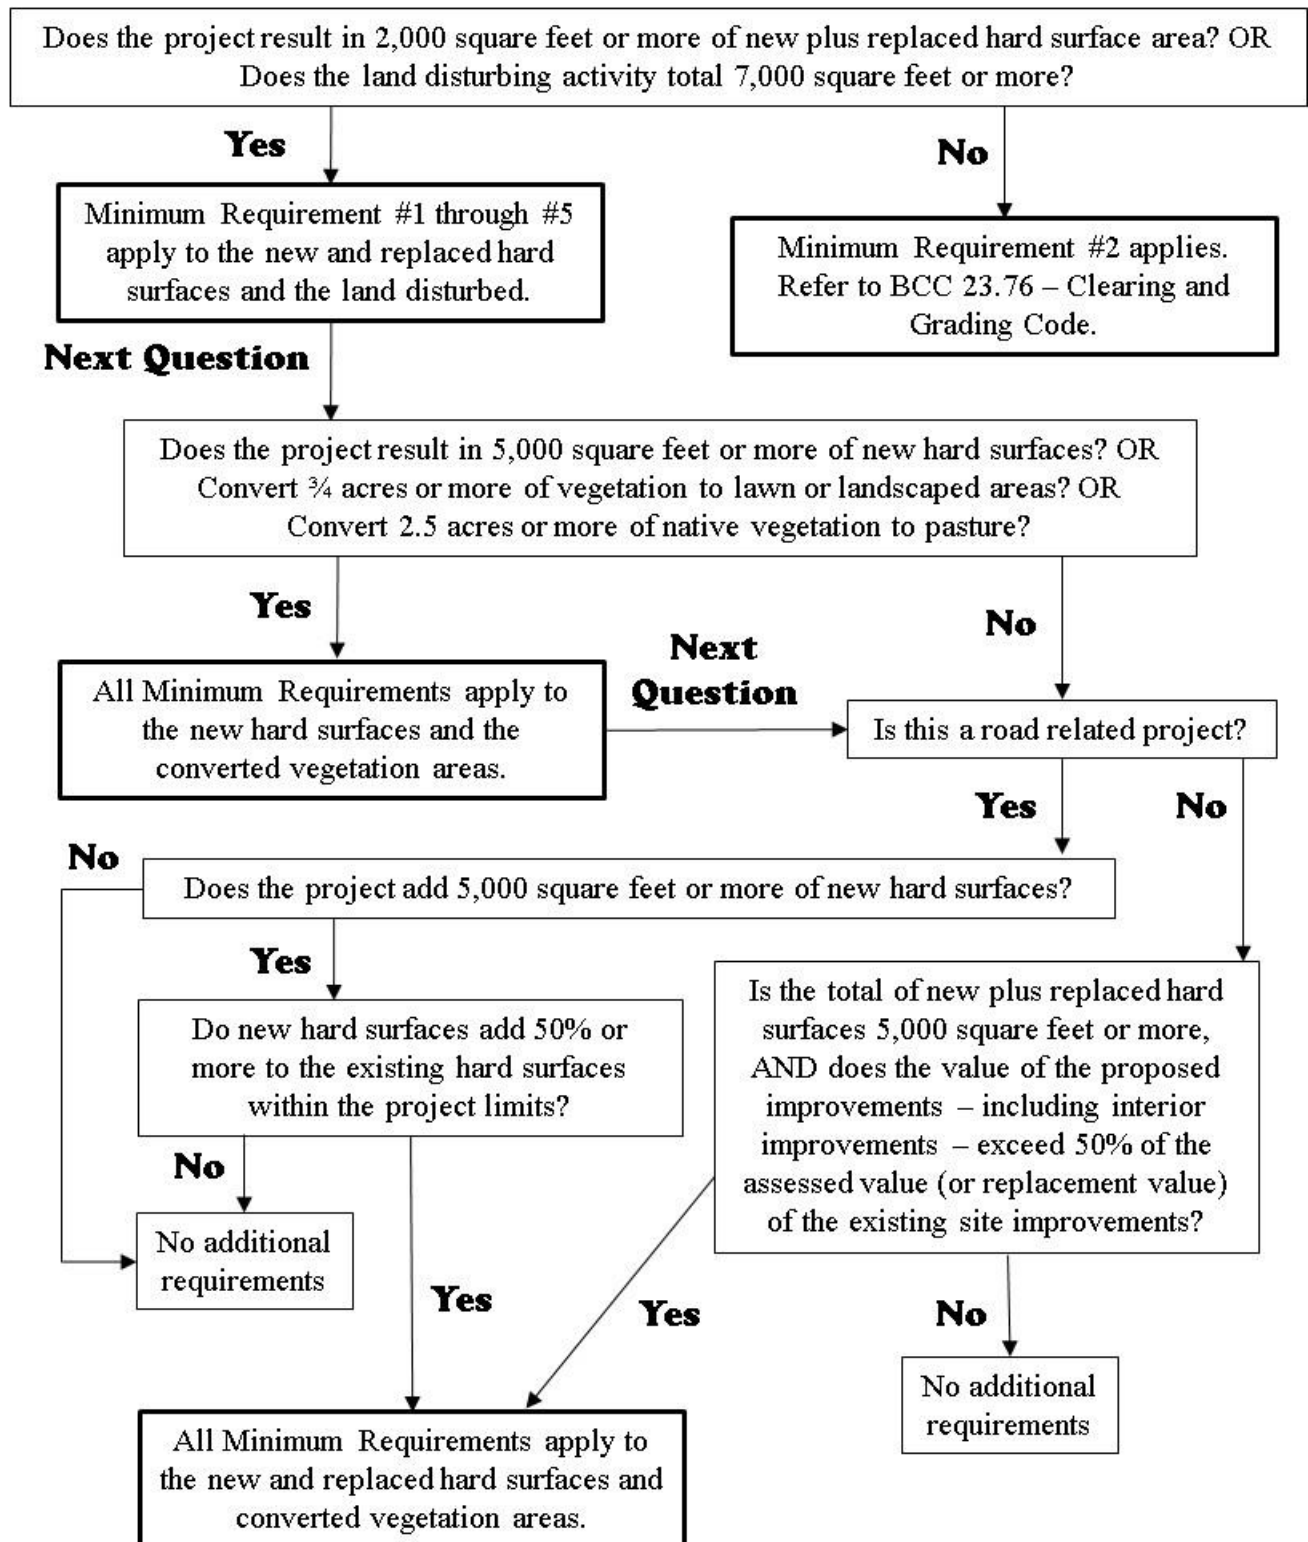 Does the project result in 2,000 square feet or more of new plus replaced hard surface area? OR
Does the land disturbing activity total 7,000 square feet or more?
Yes
No
Minimum Requirement #1 through #5
apply to the new and replaced hard
surfaces and the land disturbed.
Minimum Requirement #2 applies.
Refer to BCC 23.76 – Clearing and
Grading Code.
Next Question
Does the project result in 5,000 square feet or more of new hard surfaces? OR
Convert ¾ acres or more of vegetation to lawn or landscaped areas? OR
Convert 2.5 acres or more of native vegetation to pasture?
Yes
No
All Minimum Requirements apply to
the new hard surfaces and the
converted vegetation areas.
Next
Question
Is this a road related project?
Yes
No
No
Does the project add 5,000 square feet or more of new hard surfaces?
Yes
Do new hard surfaces add 50% or
more to the existing hard surfaces
within the project limits?
Is the total of new plus replaced hard
surfaces 5,000 square feet or more,
AND does the value of the proposed
improvements – including interior
improvements – exceed 50% of the
assessed value (or replacement value)
of the existing site improvements?
No
No additional
requirements
Yes
Yes
No
No additional
requirements
All Minimum Requirements apply to
the new and replaced hard surfaces and
converted vegetation areas.